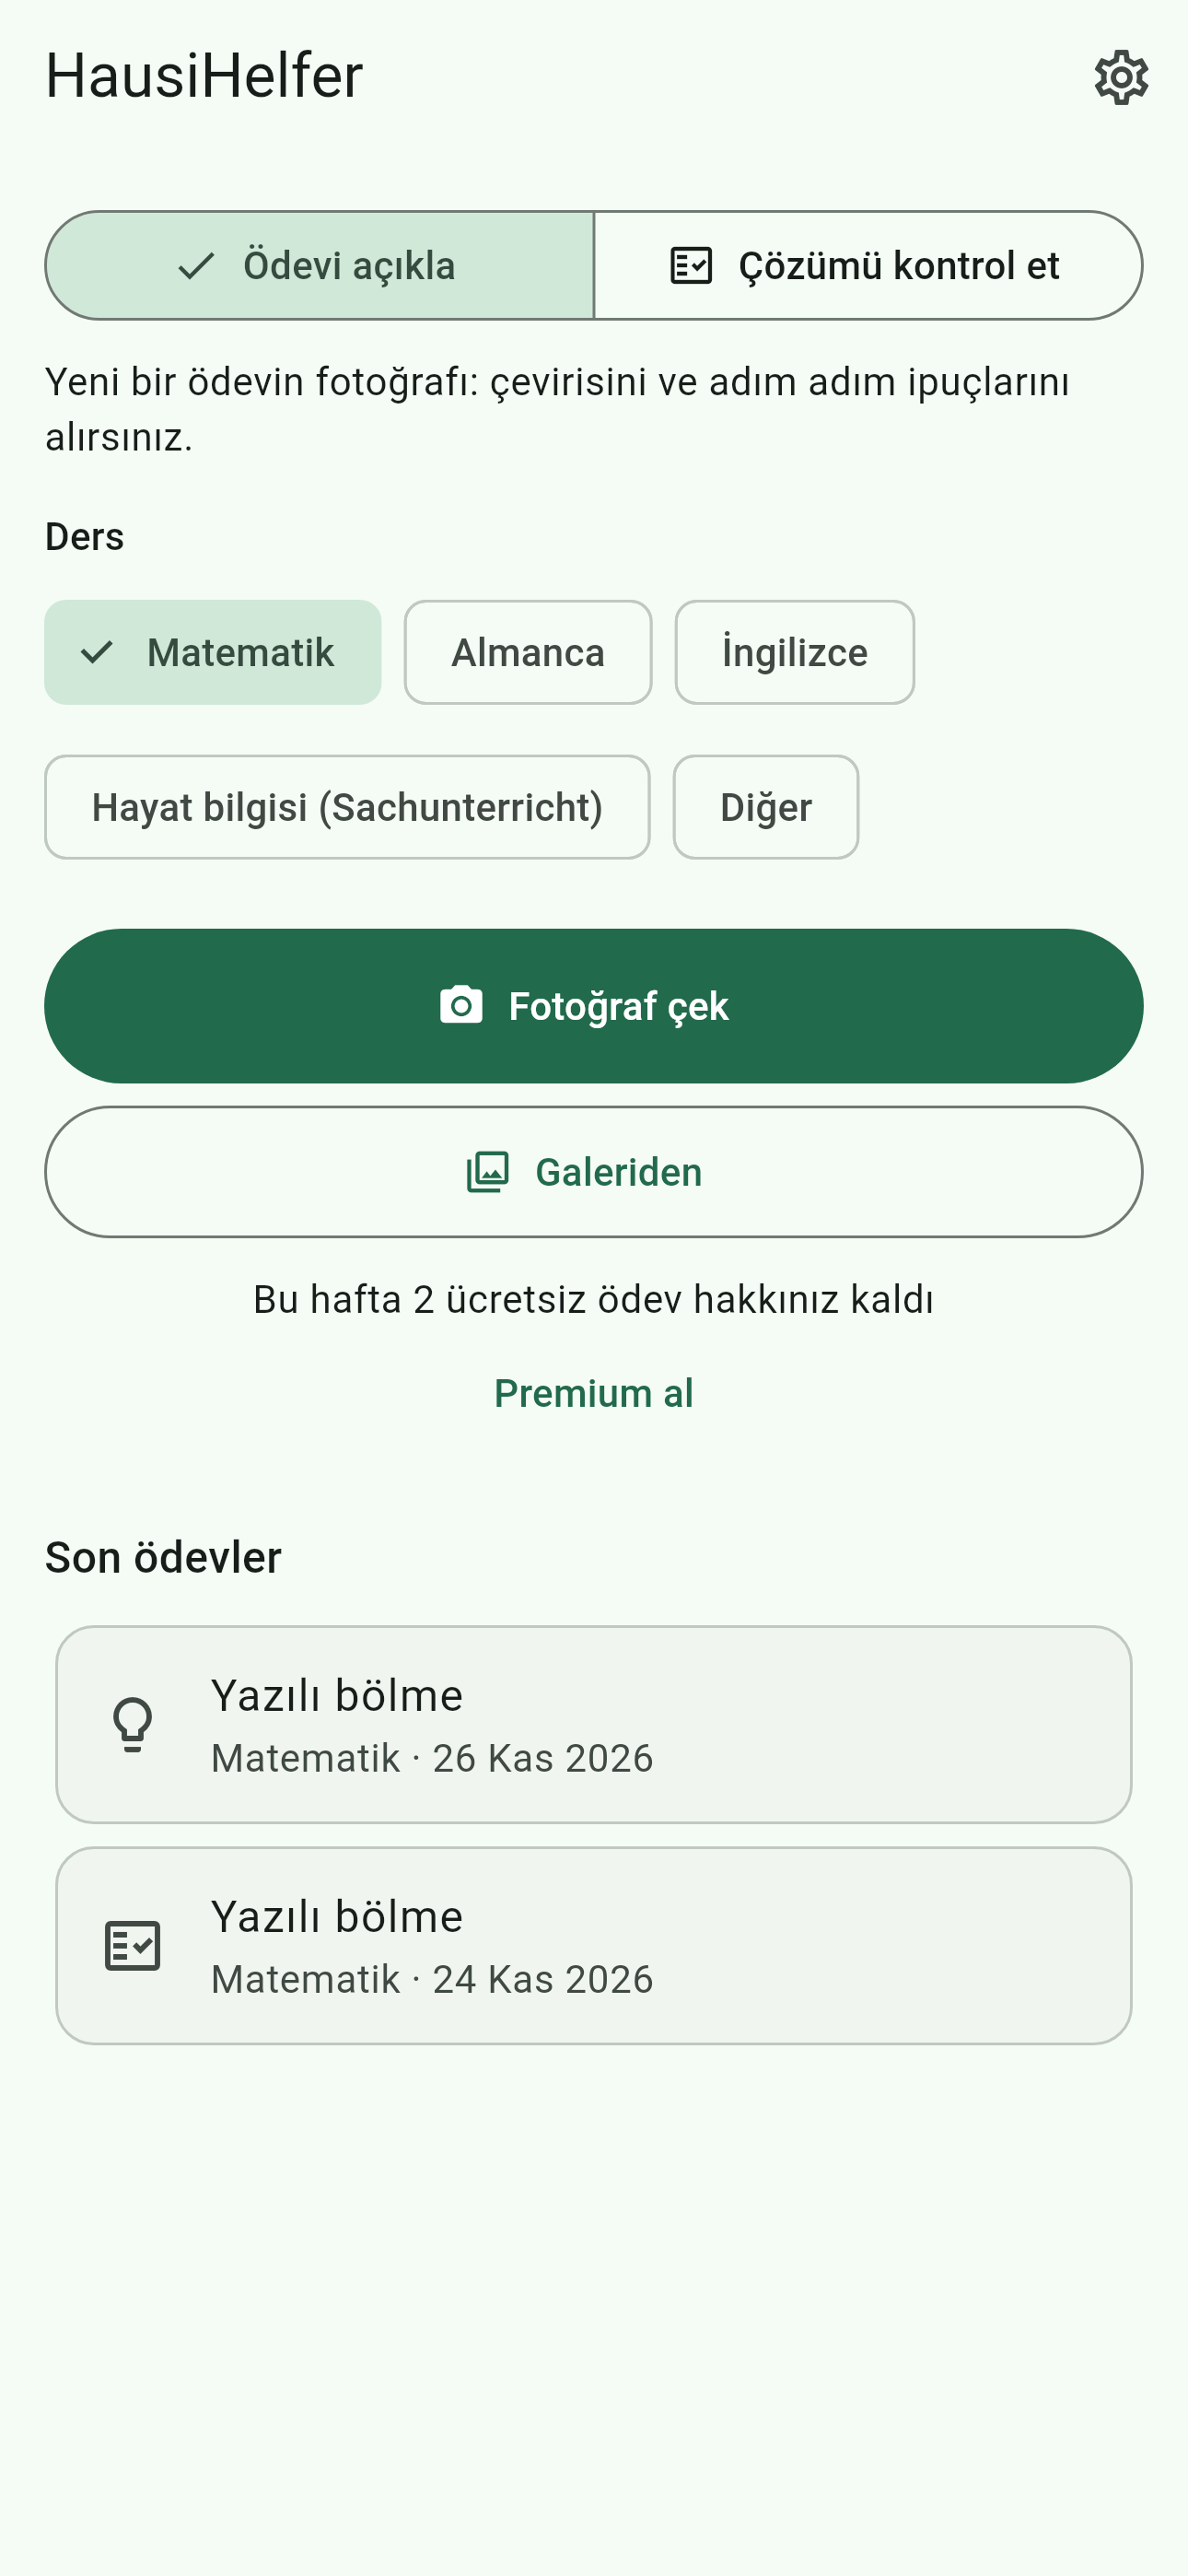 HausiHelfer
Ödevi açıkla
Çözümü kontrol et
Yeni bir ödevin fotoğrafı: çevirisini ve adım adım ipuçlarını
alırsınız.
Ders
Matematik
Almanca
İngilizce
Hayat bilgisi (Sachunterricht)
Diğer
Fotoğraf çek
Galeriden
Bu hafta 2 ücretsiz ödev hakkınız kaldı
Premium al
Son ödevler
Yazılı bölme
Matematik · 26 Kas 2026
Yazılı bölme
Matematik · 24 Kas 2026